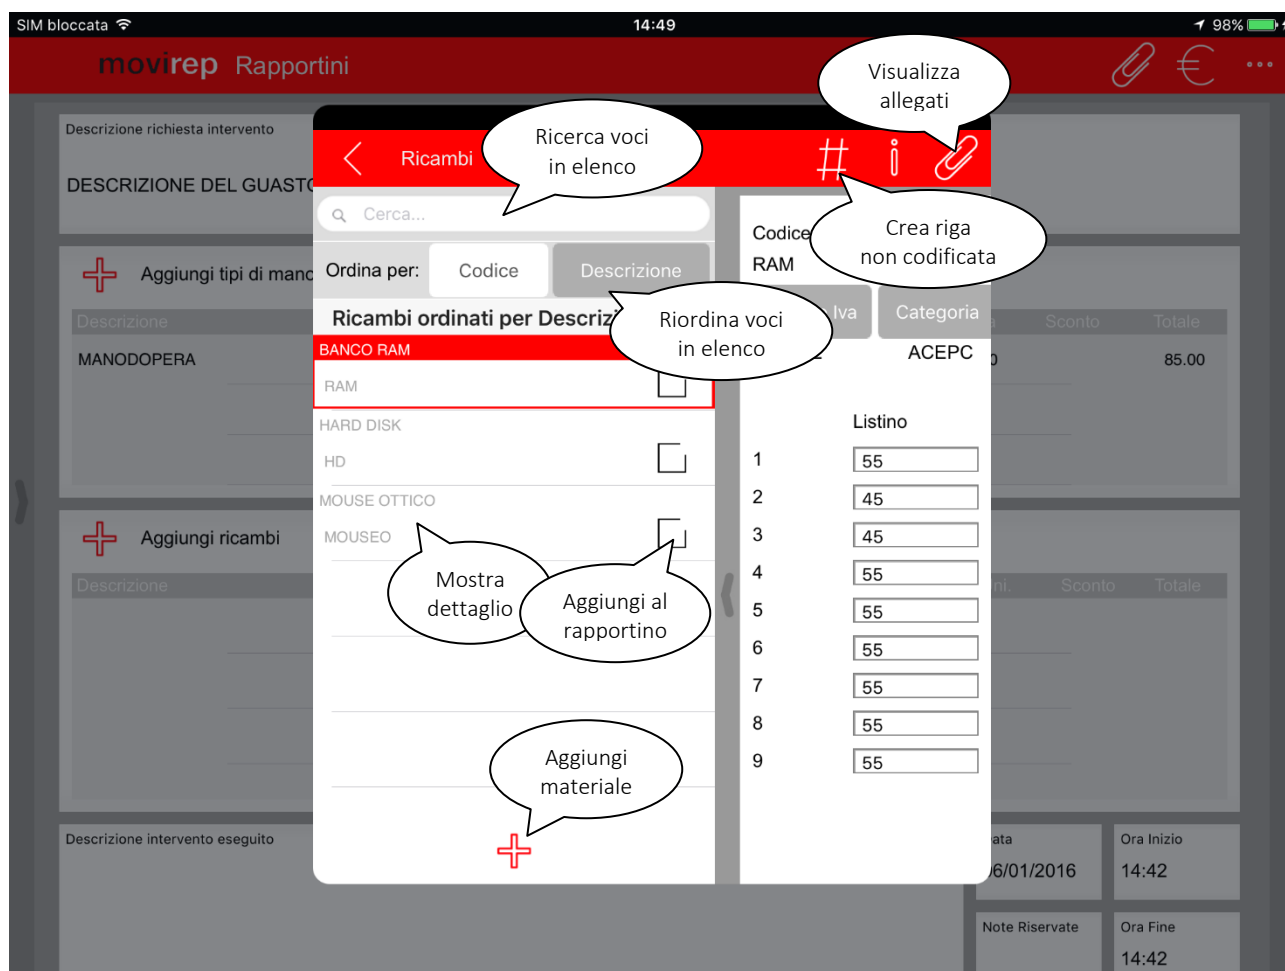 SIM bloccata
14:49
98%
movirep Rapportini
Visualizza
allegati
Descrizione richiesta intervento
DESCRIZIONE DEL GUASTO
Ricambi
Ricerca voci
in elenco
Cerca...
Ordina per:
Codice
Descrizione
Codice
RAM
Crea riga
non codificata
Aggiungi tipi di mano
Ricambi ordinati per Descriz
Riordina voci
in elenco
Iva
Categoria
ACEPC
Descrizione
Sconto
Totale
MANODOPERA
85.00
BANCO RAM
RAM
HARD DISK
HD
MOUSE OTTICO
MOUSEO
Mostra
dettaglio
Aggiungi al
rapportino
Aggiungi
materiale
Listino
1 55
2 45
3 45
4 55
5 55
6 55
7 55
8 55
9 55
Aggiungi ricambi
Descrizione
ni.
Sconto
Totale
Descrizione intervento eseguito
ata
06/01/2016
Ora Inizio
14:42
Note Riservate
Ora Fine
14:42